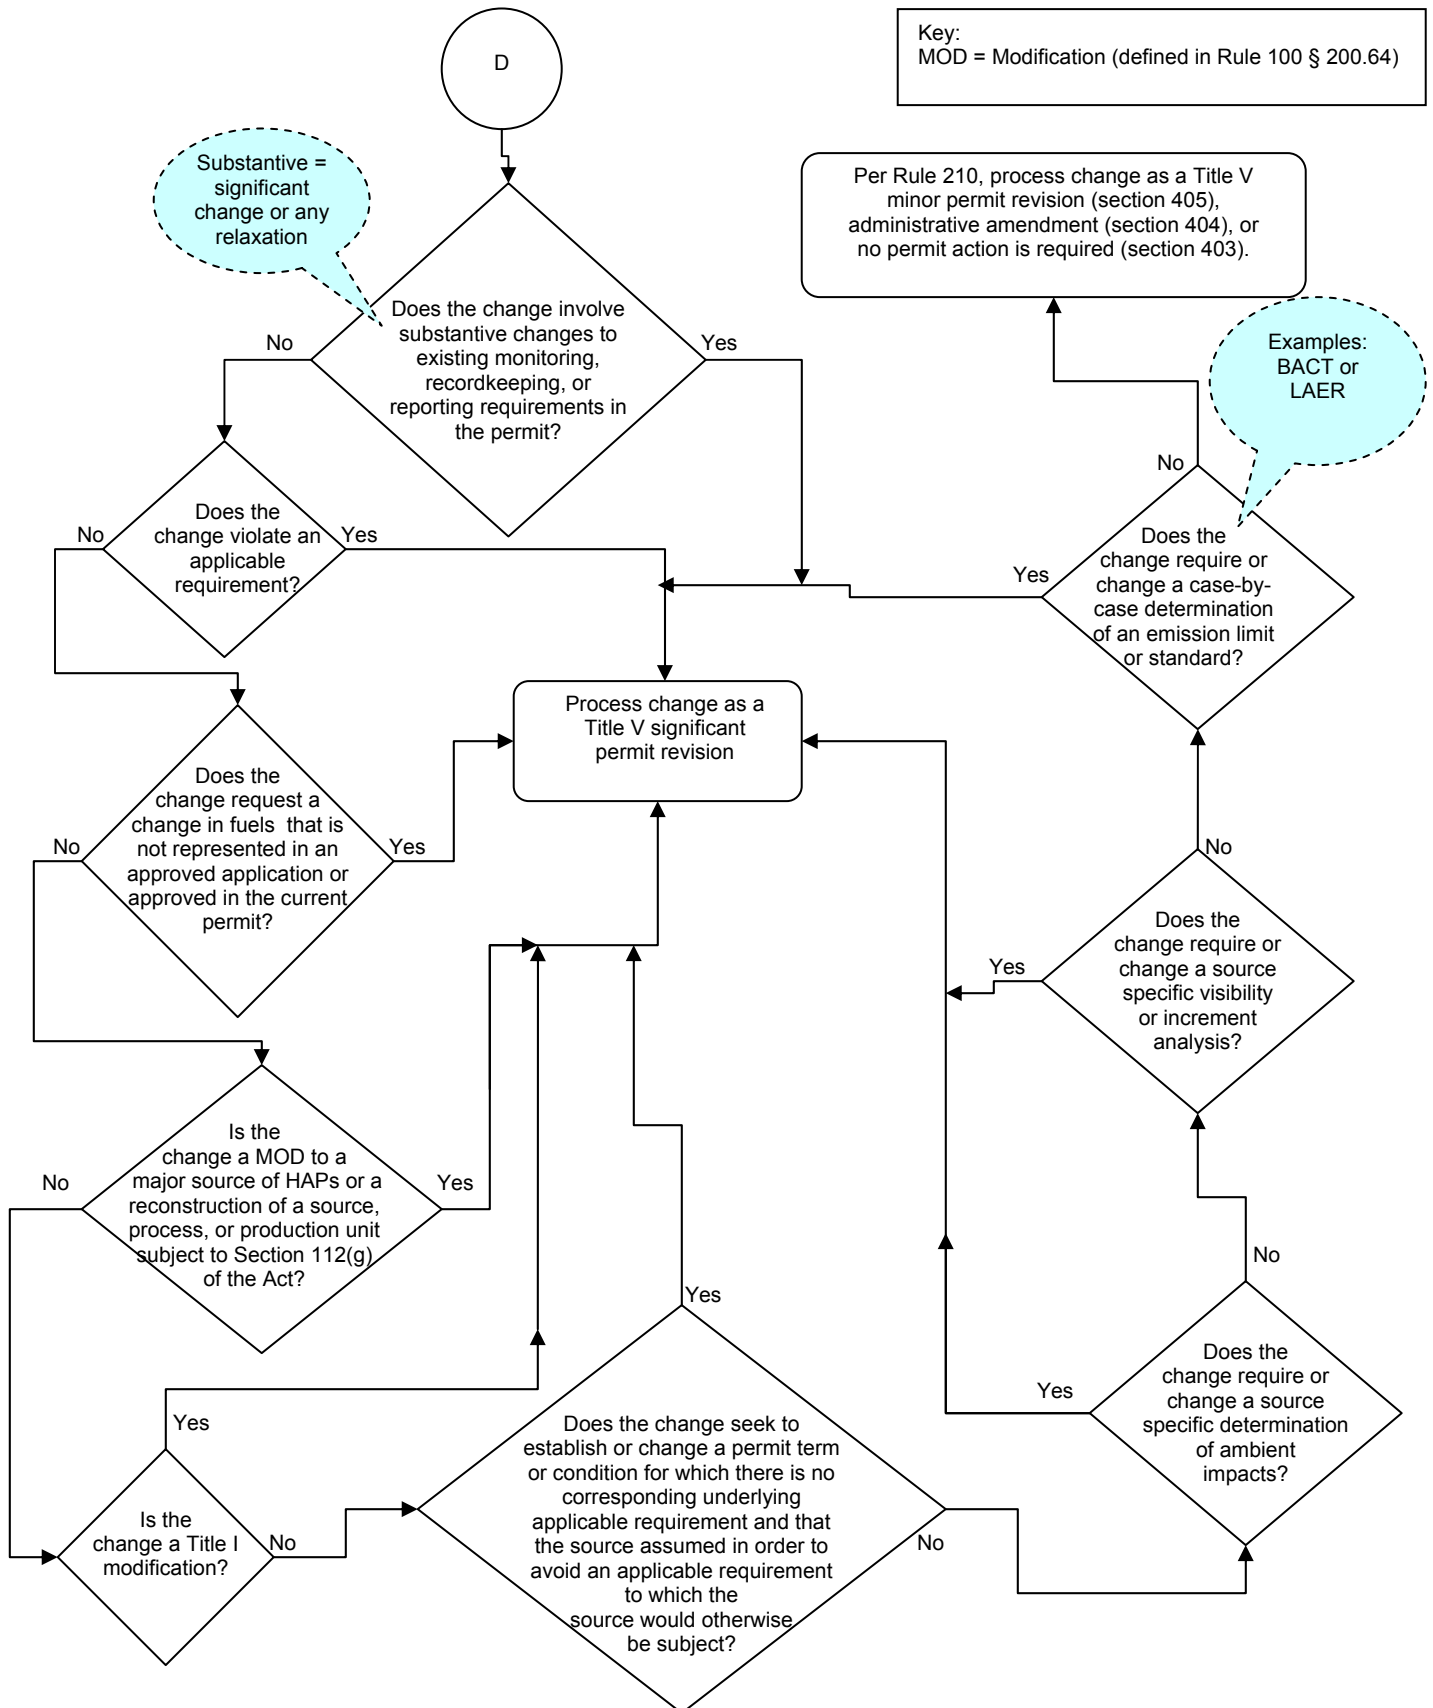 D
Key:
MOD = Modification (defined in Rule 100 § 200.64)
Substantive =
significant
change or any
relaxation
Per Rule 210, process change as a Title V
minor permit revision (section 405),
administrative amendment (section 404), or
no permit action is required (section 403).
Does the change involve
substantive changes to
existing monitoring,
recordkeeping, or
reporting requirements in
the permit?
No
Yes
Examples:
BACT or
LAER
No
Does the
change violate an
applicable
requirement?
No
Yes
Does the
change require or
change a case-by-
case determination
of an emission limit
or standard?
Yes
Process change as a
Title V significant
permit revision
Does the
change request a
change in fuels  that is
not represented in an
approved application or
approved in the current
permit?
No
Yes
No
Does the
change require or
change a source
specific visibility
or increment
analysis?
Yes
Is the
change a MOD to a
major source of HAPs or a
reconstruction of a source,
process, or production unit
subject to Section 112(g)
of the Act?
No
Yes
No
Yes
Does the
change require or
change a source
specific determination
of ambient
impacts?
Yes
Yes
Does the change seek to
establish or change a permit term
or condition for which there is no
corresponding underlying
applicable requirement and that
the source assumed in order to
avoid an applicable requirement
to which the
source would otherwise
be subject?
No
Is the
change a Title I
modification?
No